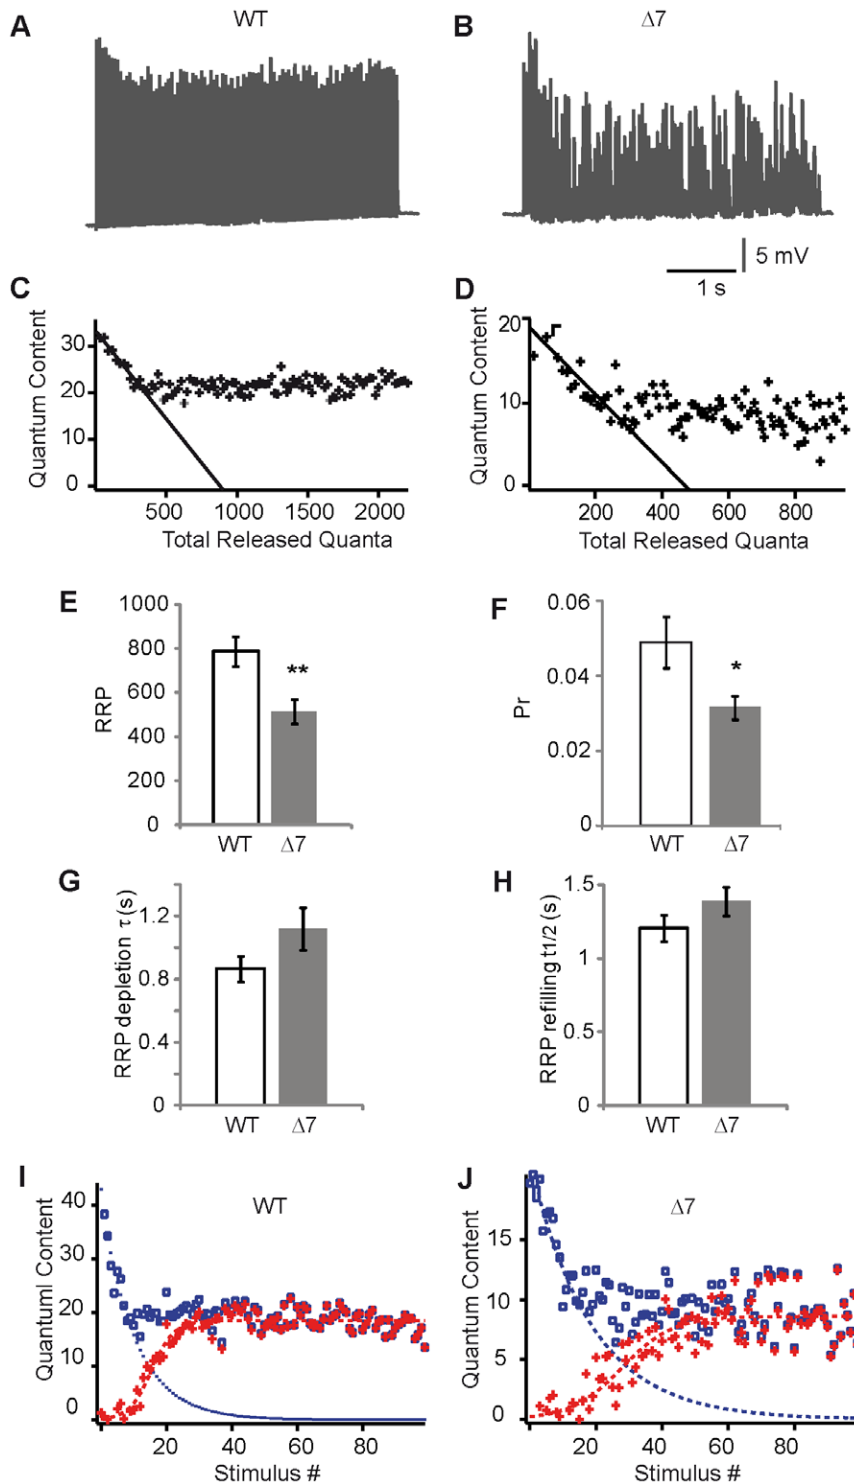 A WT
B Δ7
5 mV
1 s
C
Quantum Content
30
20
10
0
500 1000 1500 2000
Total Released Quanta
D
Quantum Content
20
10
0
200 400 600 800
Total Released Quanta
E
RRP
1000
800
600
400
200
0
**
WT Δ7
F
Pr
0.06
0.04
0.02
0
*
WT Δ7
G
RRP depletion τ (s)
1.2
0.8
0.4
0
WT Δ7
H
RRP refilling t1/2 (s)
1.5
1
0.5
0
WT Δ7
I
WT
Quantuml Content
40
30
20
10
0
20 40 60 80
Stimulus #
J
Δ7
Quantum Content
15
10
5
0
20 40 60 80
Stimulus #